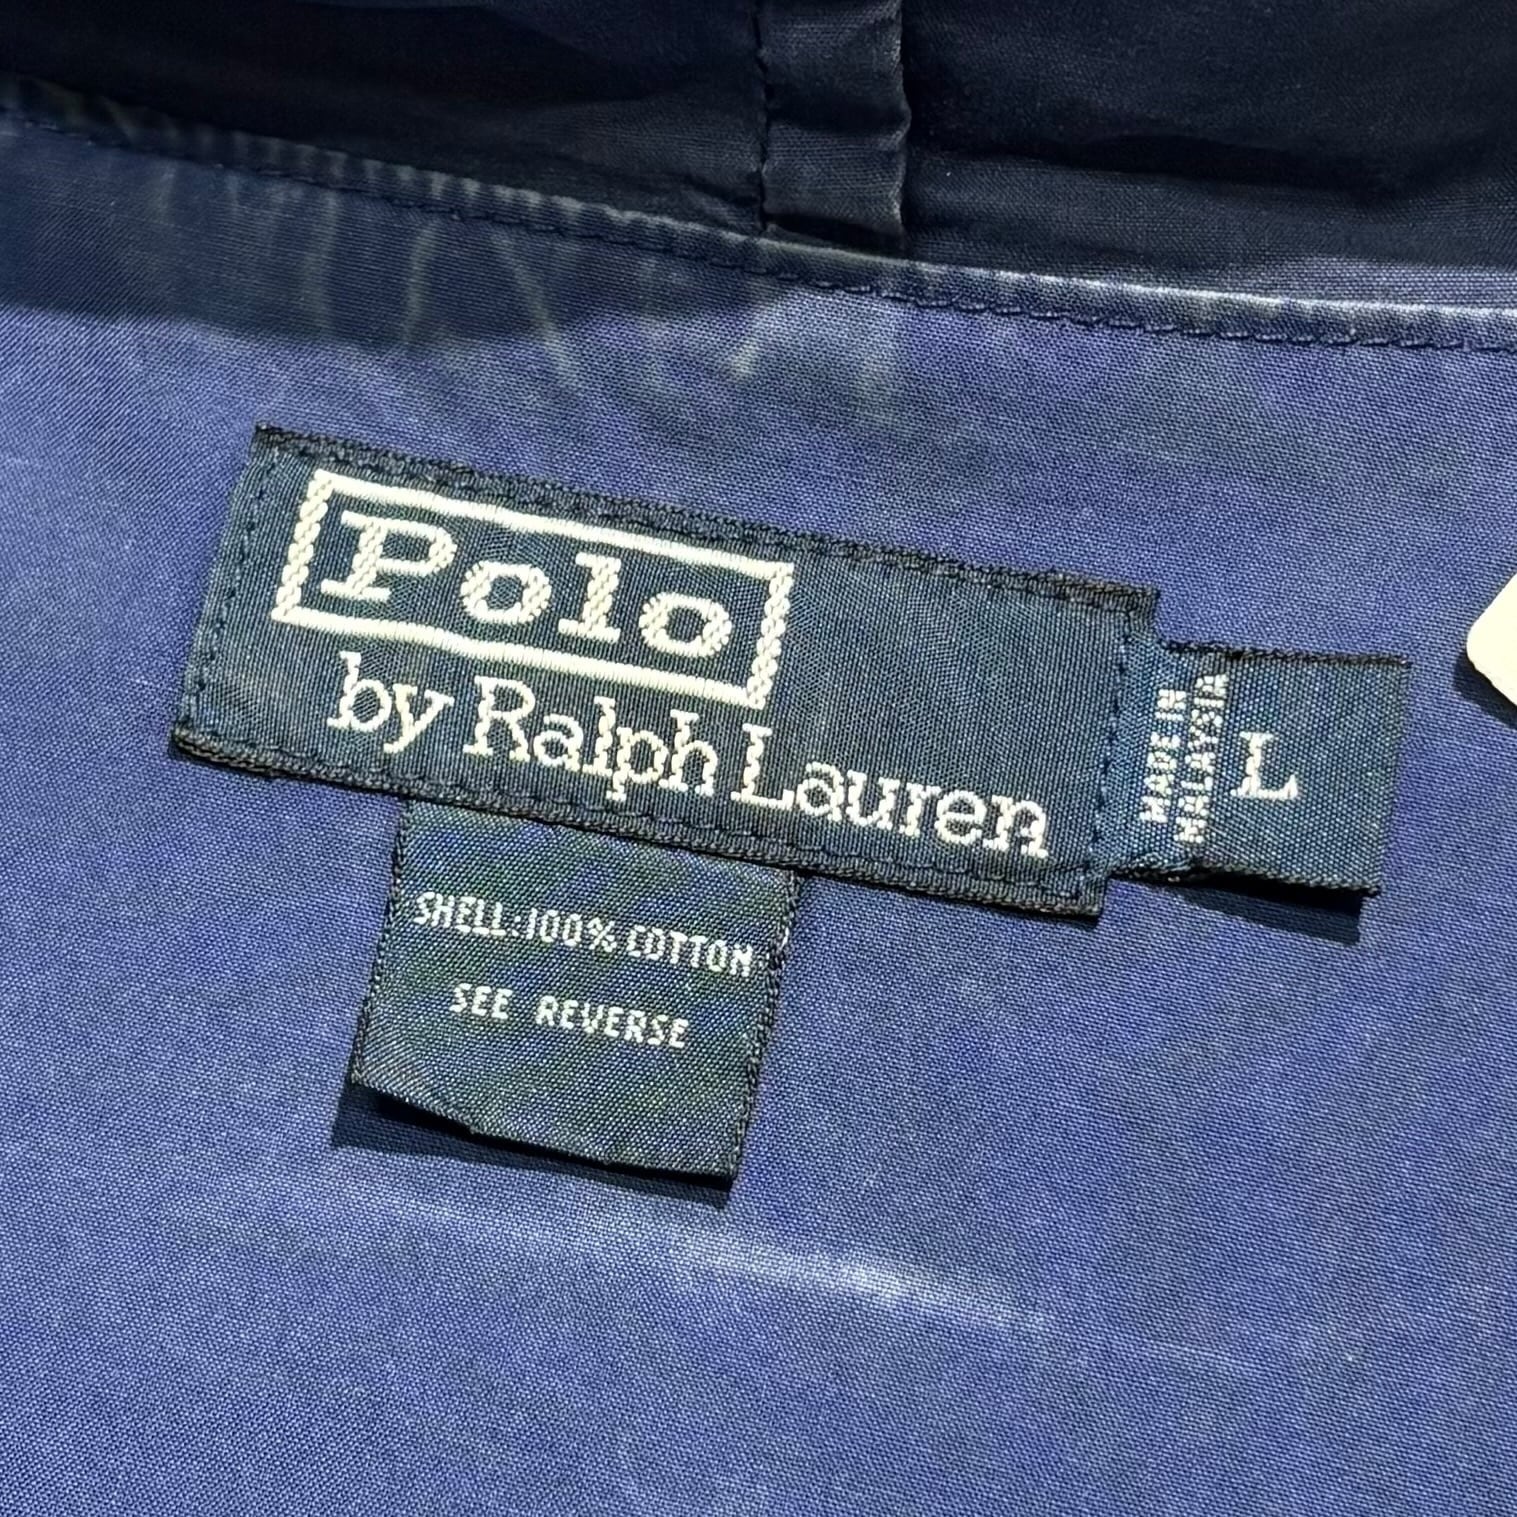 Polo
by Ralph Lauren
MADE IN
MALAYSIA
L
SHELL:100% COTTON
SEE REVERSE